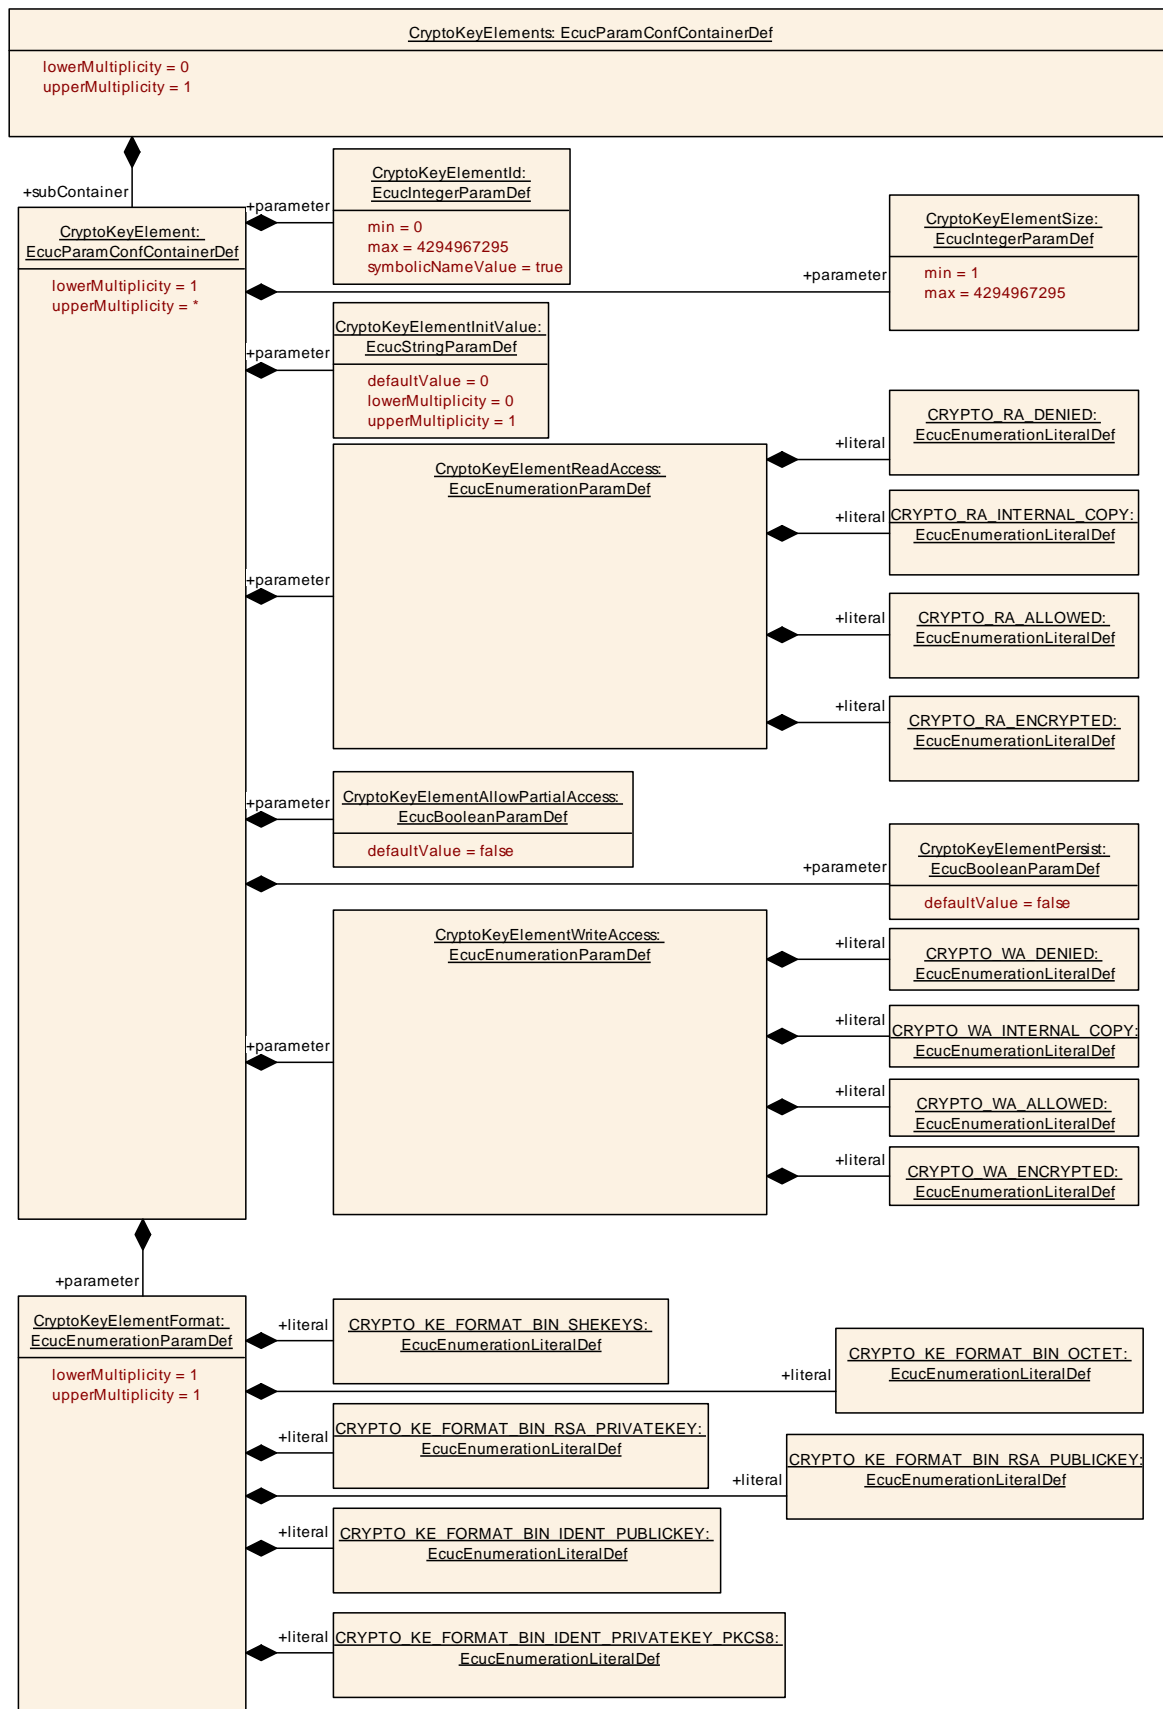 CryptoKeyElements: EcucParamConfContainerDef
lowerMultiplicity = 0
upperMultiplicity = 1
+subContainer
CryptoKeyElement:
EcucParamConfContainerDef
lowerMultiplicity = 1
upperMultiplicity = *
+parameter
CryptoKeyElementId:
EcucIntegerParamDef
min = 0
max = 4294967295
symbolicNameValue = true
+parameter
CryptoKeyElementSize:
EcucIntegerParamDef
min = 1
max = 4294967295
+parameter
CryptoKeyElementInitValue:
EcucStringParamDef
defaultValue = 0
lowerMultiplicity = 0
upperMultiplicity = 1
+parameter
CryptoKeyElementReadAccess:
EcucEnumerationParamDef
+literal
CRYPTO_RA_DENIED:
EcucEnumerationLiteralDef
+literal
CRYPTO_RA_INTERNAL_COPY:
EcucEnumerationLiteralDef
+literal
CRYPTO_RA_ALLOWED:
EcucEnumerationLiteralDef
+literal
CRYPTO_RA_ENCRYPTED:
EcucEnumerationLiteralDef
+parameter
CryptoKeyElementAllowPartialAccess:
EcucBooleanParamDef
defaultValue = false
+parameter
CryptoKeyElementPersist:
EcucBooleanParamDef
defaultValue = false
+parameter
CryptoKeyElementWriteAccess:
EcucEnumerationParamDef
+literal
CRYPTO_WA_DENIED:
EcucEnumerationLiteralDef
+literal
CRYPTO_WA_INTERNAL_COPY:
EcucEnumerationLiteralDef
+literal
CRYPTO_WA_ALLOWED:
EcucEnumerationLiteralDef
+literal
CRYPTO_WA_ENCRYPTED:
EcucEnumerationLiteralDef
+parameter
CryptoKeyElementFormat:
EcucEnumerationParamDef
lowerMultiplicity = 1
upperMultiplicity = 1
+literal
CRYPTO_KE_FORMAT_BIN_SHEKEYS:
EcucEnumerationLiteralDef
+literal
CRYPTO_KE_FORMAT_BIN_OCTET:
EcucEnumerationLiteralDef
+literal
CRYPTO_KE_FORMAT_BIN_RSA_PRIVATEKEY:
EcucEnumerationLiteralDef
+literal
CRYPTO_KE_FORMAT_BIN_RSA_PUBLICKEY:
EcucEnumerationLiteralDef
+literal
CRYPTO_KE_FORMAT_BIN_IDENT_PUBLICKEY:
EcucEnumerationLiteralDef
+literal
CRYPTO_KE_FORMAT_BIN_IDENT_PRIVATEKEY_PKCS8:
EcucEnumerationLiteralDef